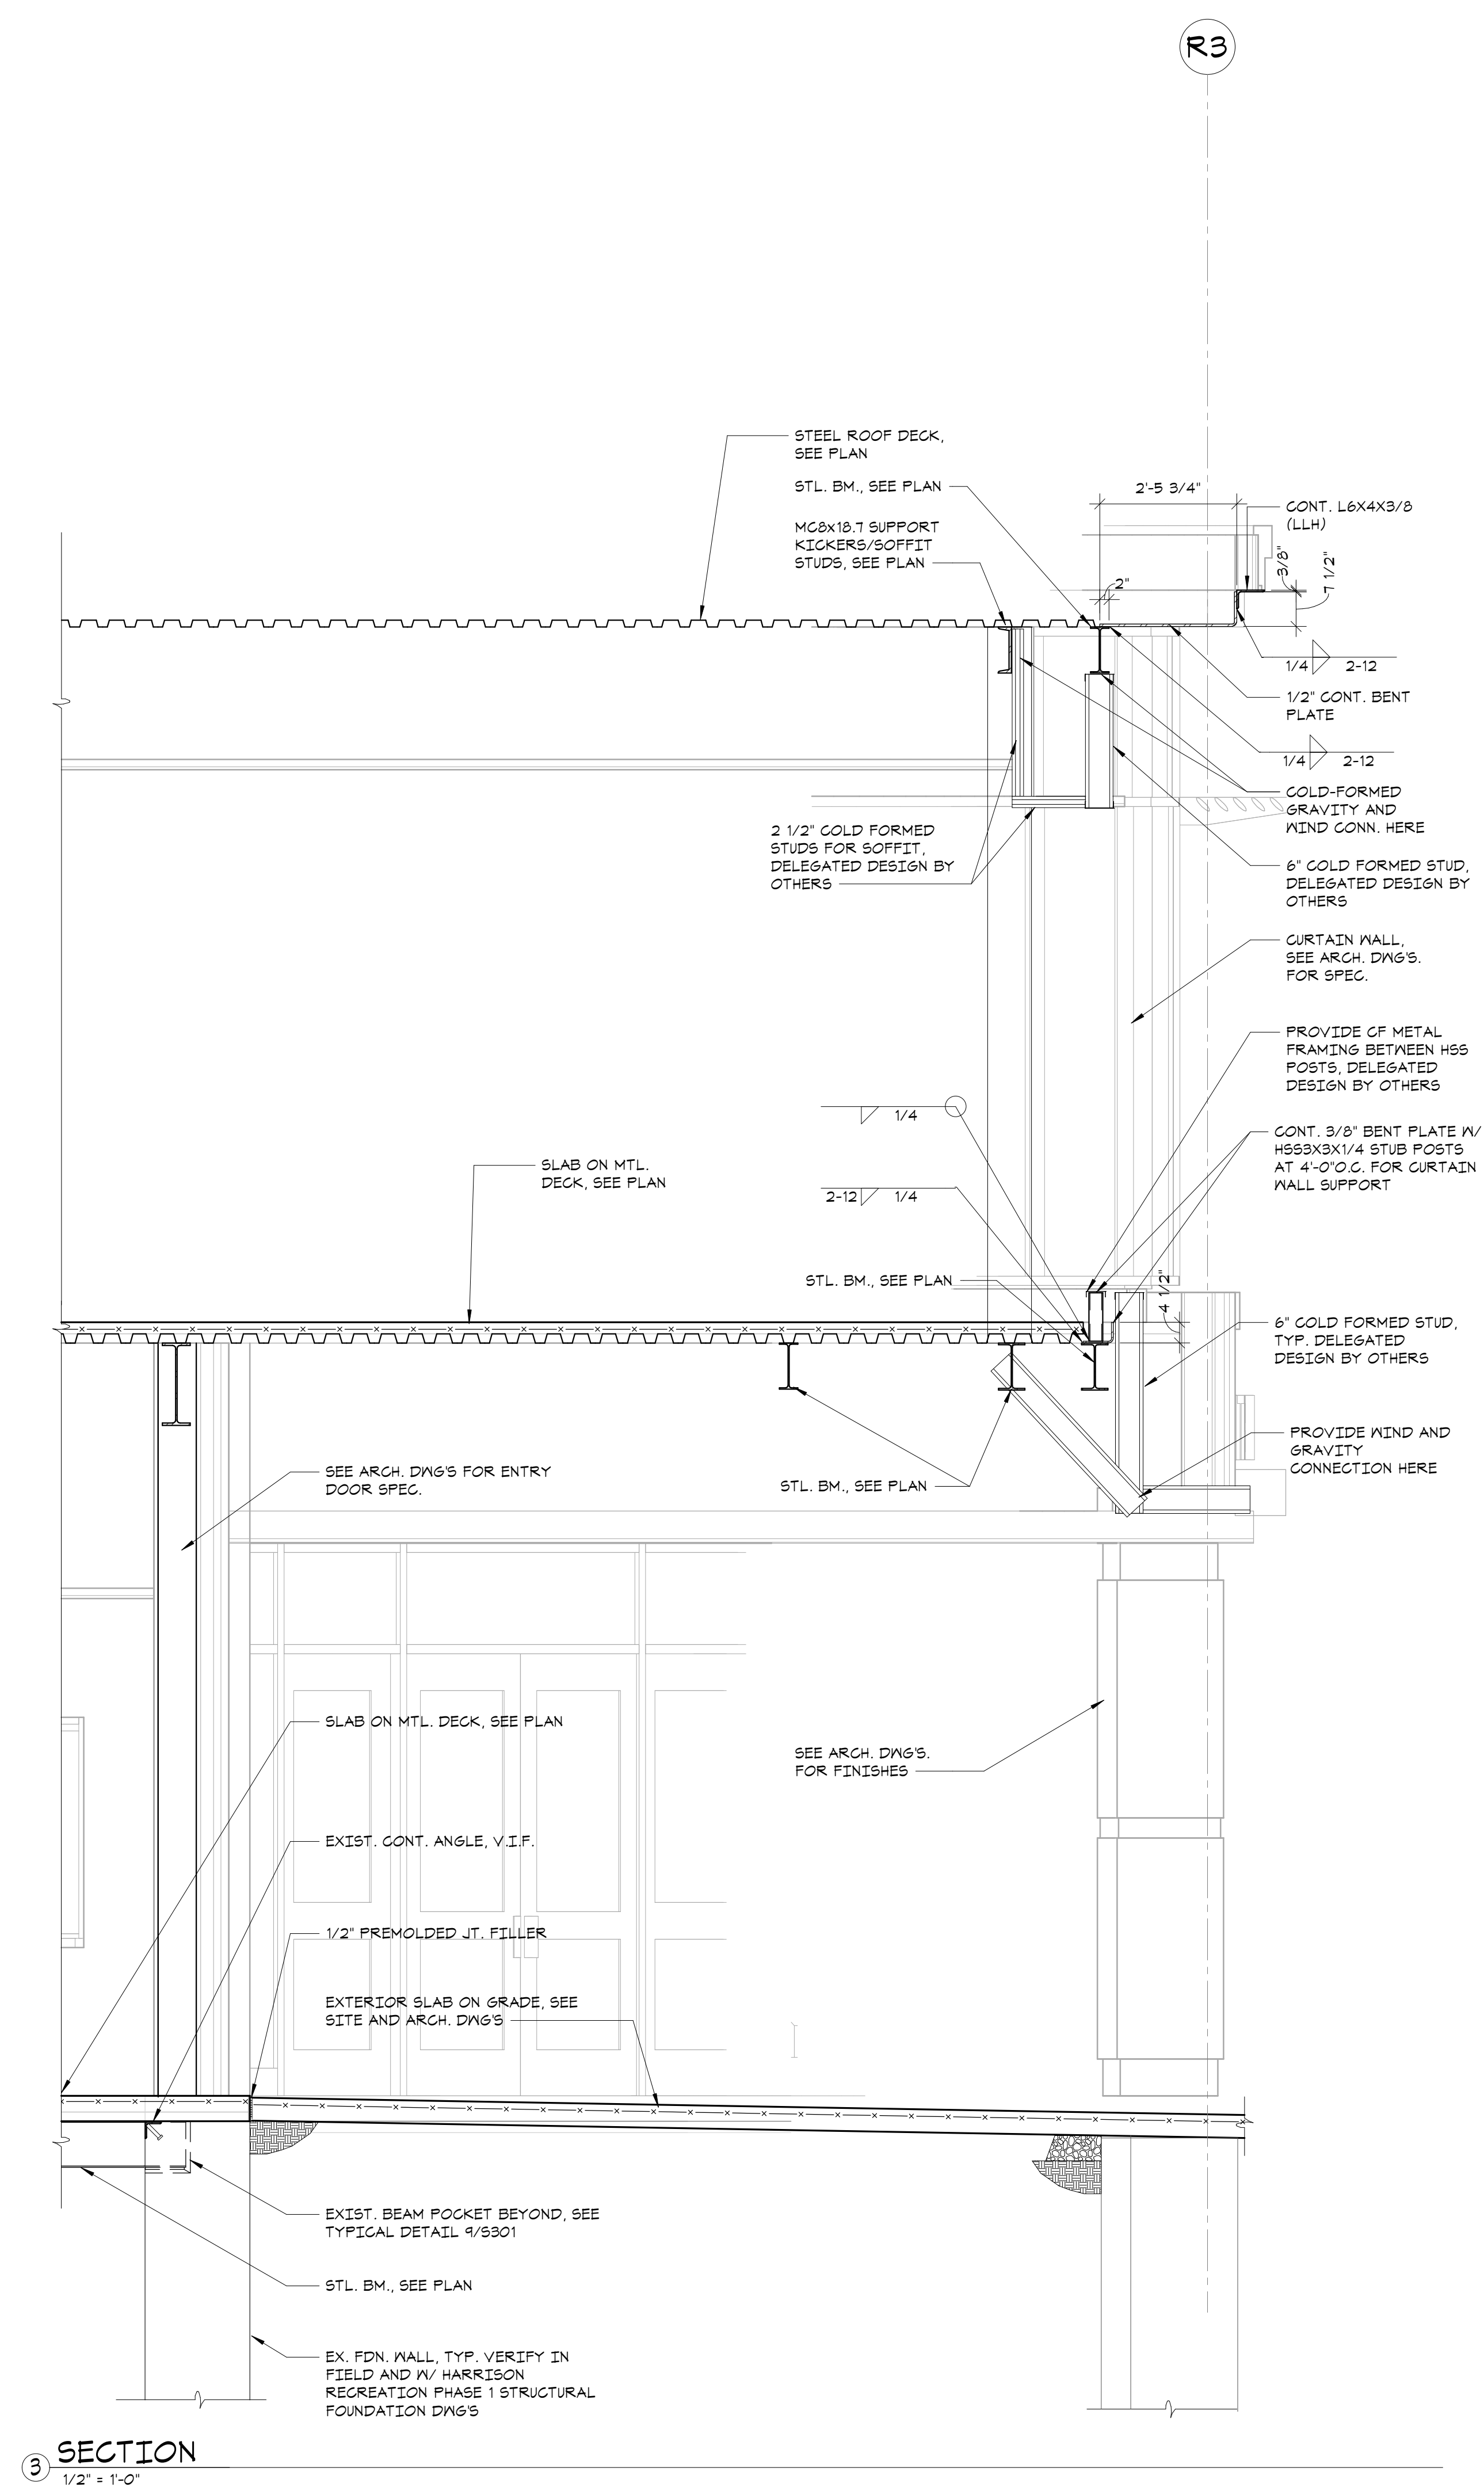 R3
STEEL ROOF DECK,
SEE PLAN
STL. BM., SEE PLAN
MC8x18.7 SUPPORT
KICKERS/SOFFIT
STUDS, SEE PLAN
2'-5 3/4"
2"
CONT. L6X4X3/8
(LLH)
3/8"
7 1/2"
1/4 2-12
1/2" CONT. BENT
PLATE
1/4 2-12
COLD-FORMED
GRAVITY AND
WIND CONN. HERE
2 1/2" COLD FORMED
STUDS FOR SOFFIT,
DELEGATED DESIGN BY
OTHERS
6" COLD FORMED STUD,
DELEGATED DESIGN BY
OTHERS
CURTAIN WALL,
SEE ARCH. DWG'S.
FOR SPEC.
PROVIDE CF METAL
FRAMING BETWEEN HSS
POSTS, DELEGATED
DESIGN BY OTHERS
1/4
CONT. 3/8" BENT PLATE W/
HSS3X3X1/4 STUB POSTS
AT 4'-0"O.C. FOR CURTAIN
WALL SUPPORT
SLAB ON MTL.
DECK, SEE PLAN
2-12 1/4
STL. BM., SEE PLAN
4 1/2"
6" COLD FORMED STUD,
TYP. DELEGATED
DESIGN BY OTHERS
PROVIDE WIND AND
GRAVITY
CONNECTION HERE
SEE ARCH. DWG'S FOR ENTRY
DOOR SPEC.
STL. BM., SEE PLAN
SLAB ON MTL. DECK, SEE PLAN
SEE ARCH. DWG'S.
FOR FINISHES
EXIST. CONT. ANGLE, V.I.F.
1/2" PREMOLDED JT. FILLER
EXTERIOR SLAB ON GRADE, SEE
SITE AND ARCH. DWG'S
EXIST. BEAM POCKET BEYOND, SEE
TYPICAL DETAIL 9/S301
STL. BM., SEE PLAN
EX. FDN. WALL, TYP. VERIFY IN
FIELD AND W/ HARRISON
RECREATION PHASE 1 STRUCTURAL
FOUNDATION DWG'S
3 SECTION
1/2" = 1'-0"